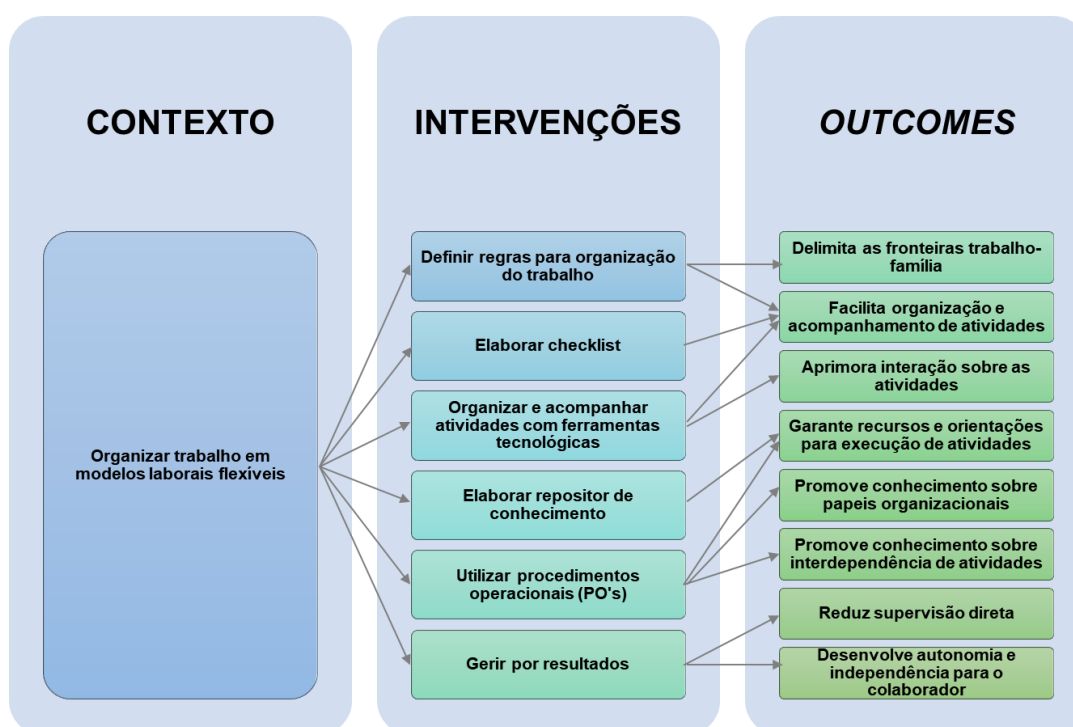 CONTEXTO
INTERVENÇÕES
OUTCOMES
Organizar trabalho em
modelos laborais flexíveis
Definir regras para organização
do trabalho
Elaborar checklist
Organizar e acompanhar
atividades com ferramentas
tecnológicas
Elaborar repositor de
conhecimento
Utilizar procedimentos
operacionais (PO's)
Gerir por resultados
Delimita as fronteiras trabalho-
família
Facilita organização e
acompanhamento de atividades
Aprimora interação sobre as
atividades
Garante recursos e orientações
para execução de atividades
Promove conhecimento sobre
papeis organizacionais
Promove conhecimento sobre
interdependência de atividades
Reduz supervisão direta
Desenvolve autonomia e
independência para o
colaborador